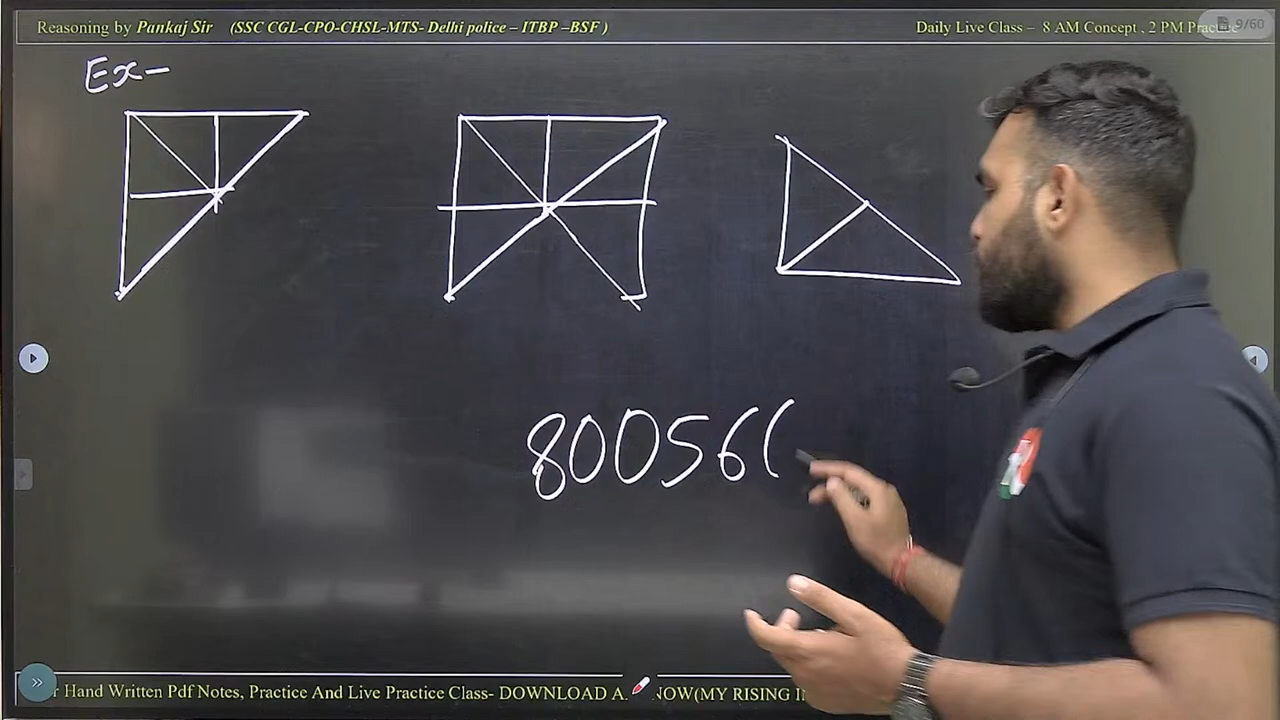 Reasoning by Pankaj Sir (SSC CGL-CPO-CHSL-MTS- Delhi police – ITBP –BSF )
Daily Live Class – 8 AM Concept , 2 PM Practice
9/60
Ex-
800566
Hand Written Pdf Notes, Practice And Live Practice Class- DOWNLOAD NOW(MY RISING